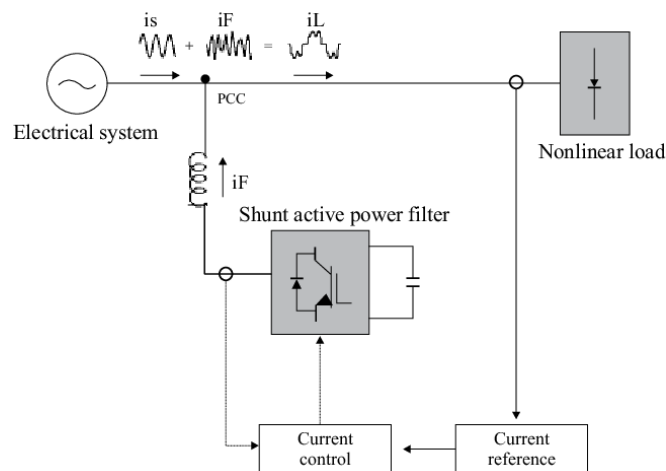 is + iF = iL
PCC
Electrical system
Nonlinear load
iF
Shunt active power filter
Current
control
Current
reference